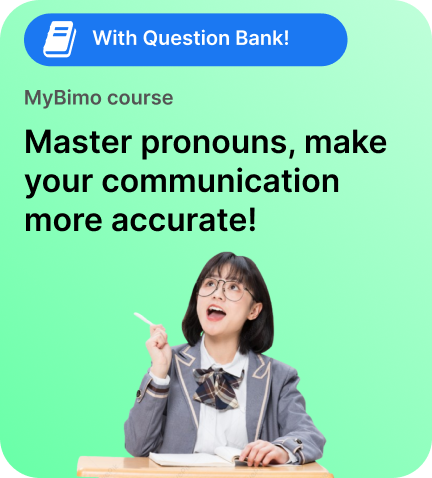 With Question Bank!
MyBimo course
Master pronouns, make
your communication
more accurate!